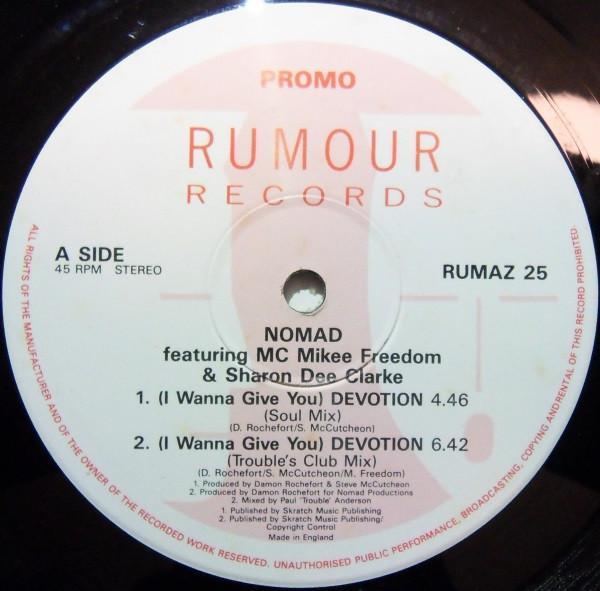 PROMO
RUMOUR
RECORDS
A SIDE
45 RPM STEREO
RUMAZ 25
NOMAD
featuring MC Mikee Freedom
& Sharon Dee Clarke
1. (I Wanna Give You) DEVOTION 4.46
(Soul Mix)
(D. Rochefort/S. McCutcheon)
2. (I Wanna Give You) DEVOTION 6.42
(Trouble's Club Mix)
(D. Rochefort/S. McCutcheon/M. Freedom)
1. Produced by Damon Rochefort & Steve McCutcheon
2. Produced by Damon Rochefort for Nomad Productions
2. Mixed by Paul 'Trouble' Anderson
1. Published by Skratch Music Publishing
2. Published by Skratch Music Publishing/
Copyright Control
Made in England
ALL RIGHTS OF THE MANUFACTURER AND OF THE OWNER OF THE RECORDED WORK RESERVED. UNAUTHORISED PUBLIC PERFORMANCE, BROADCASTING, COPYING AND RENTAL OF THIS RECORD PROHIBITED.